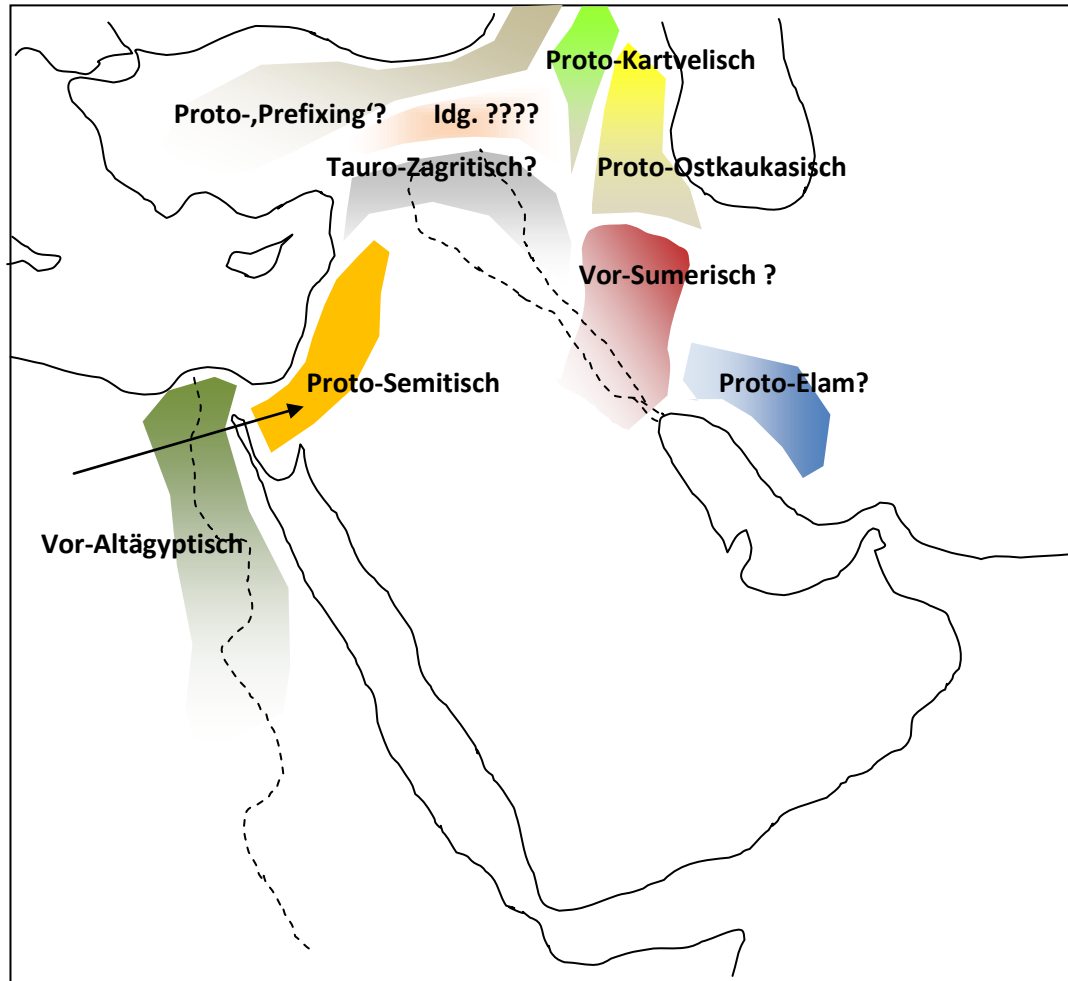 Proto-Kartvelisch
Proto-‚Prefixing‘?
Idg. ????
Tauro-Zagritisch?
Proto-Ostkaukasisch
Vor-Sumerisch ?
Proto-Semitisch
Proto-Elam?
Vor-Altägyptisch